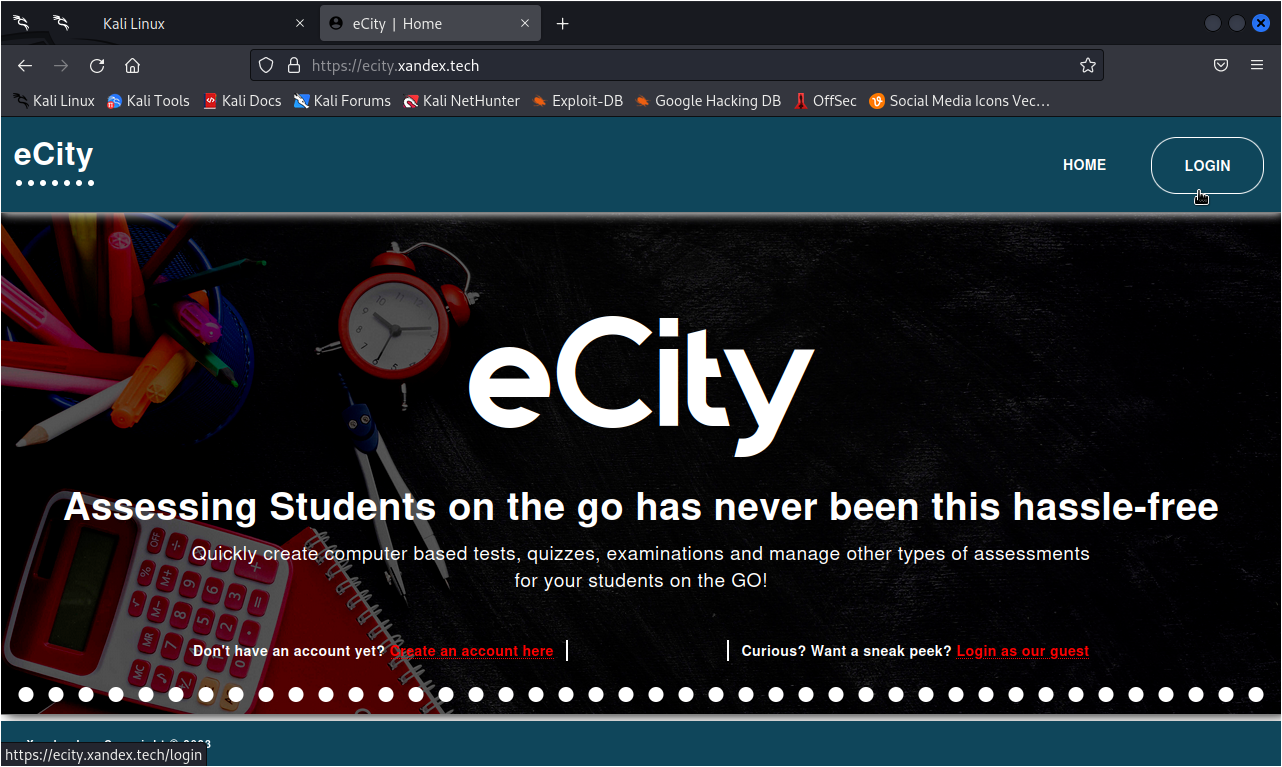 Kali Linux
eCity | Home
https://ecity.xandex.tech
Kali Linux Kali Tools Kali Docs Kali Forums Kali NetHunter Exploit-DB Google Hacking DB OffSec Social Media Icons Vec…
eCity
HOME
LOGIN
eCity
Assessing Students on the go has never been this hassle-free
Quickly create computer based tests, quizzes, examinations and manage other types of assessments
for your students on the GO!
Don't have an account yet? Create an account here
Curious? Want a sneak peek? Login as our guest
https://ecity.xandex.tech/login